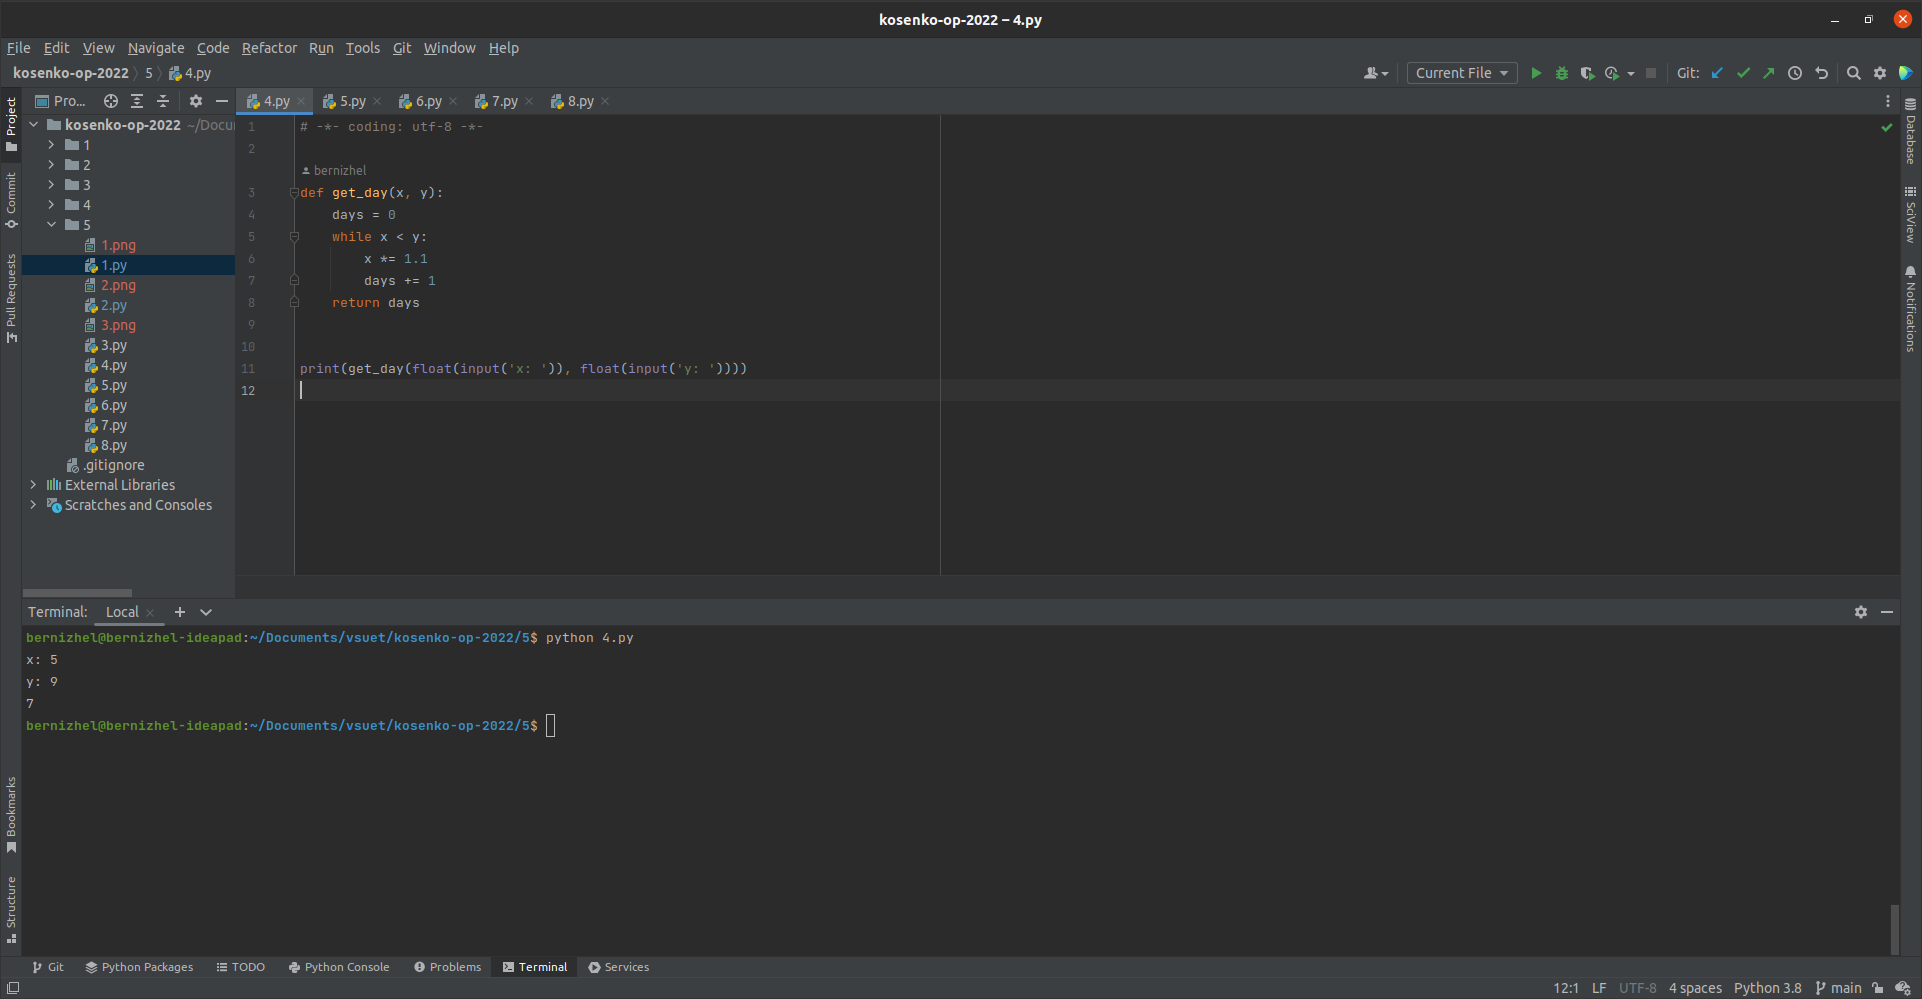 kosenko-op-2022 – 4.py
File Edit View Navigate Code Refactor Run Tools Git Window Help
kosenko-op-2022 5 4.py
Current File
Git:
Project
Commit
Pull Requests
Bookmarks
Structure
Pro...
kosenko-op-2022 ~/Docu
1
2
3
4
5
1.png
1.py
2.png
2.py
3.png
3.py
4.py
5.py
6.py
7.py
8.py
.gitignore
External Libraries
Scratches and Consoles
4.py 5.py 6.py 7.py 8.py
1 # -*- coding: utf-8 -*-
2
bernizhel
3 def get_day(x, y):
4 days = 0
5 while x < y:
6 x *= 1.1
7 days += 1
8 return days
9
10
11 print(get_day(float(input('x: ')), float(input('y: '))))
12
Database
SciView
Notifications
Terminal: Local
bernizhel@bernizhel-ideapad:~/Documents/vsuet/kosenko-op-2022/5$ python 4.py
x: 5
y: 9
7
bernizhel@bernizhel-ideapad:~/Documents/vsuet/kosenko-op-2022/5$
Git Python Packages TODO Python Console Problems Terminal Services
12:1 LF UTF-8 4 spaces Python 3.8 main